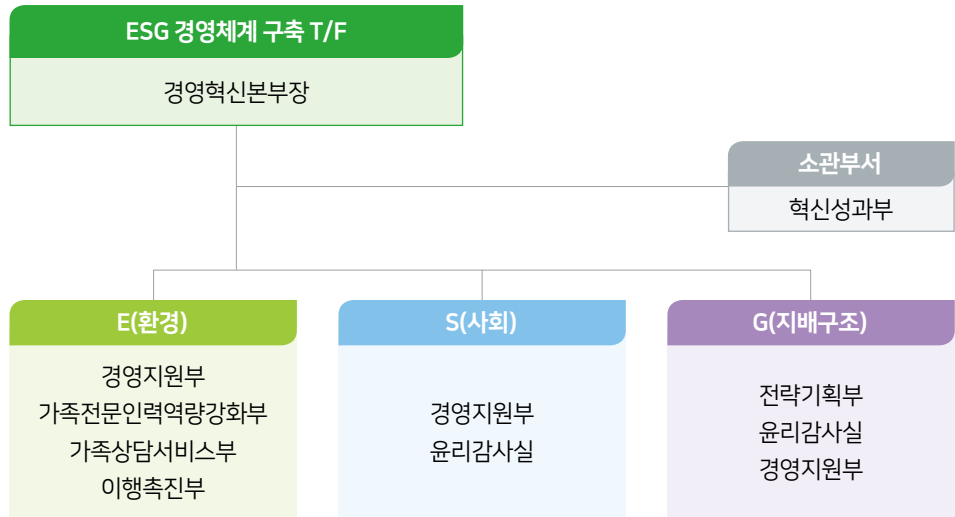 ESG 경영체계 구축 T/F
경영혁신본부장
소관부서
혁신성과부
E(환경)
경영지원부
가족전문인력역량강화부
가족상담서비스부
이행촉진부
S(사회)
경영지원부
윤리감사실
G(지배구조)
전략기획부
윤리감사실
경영지원부